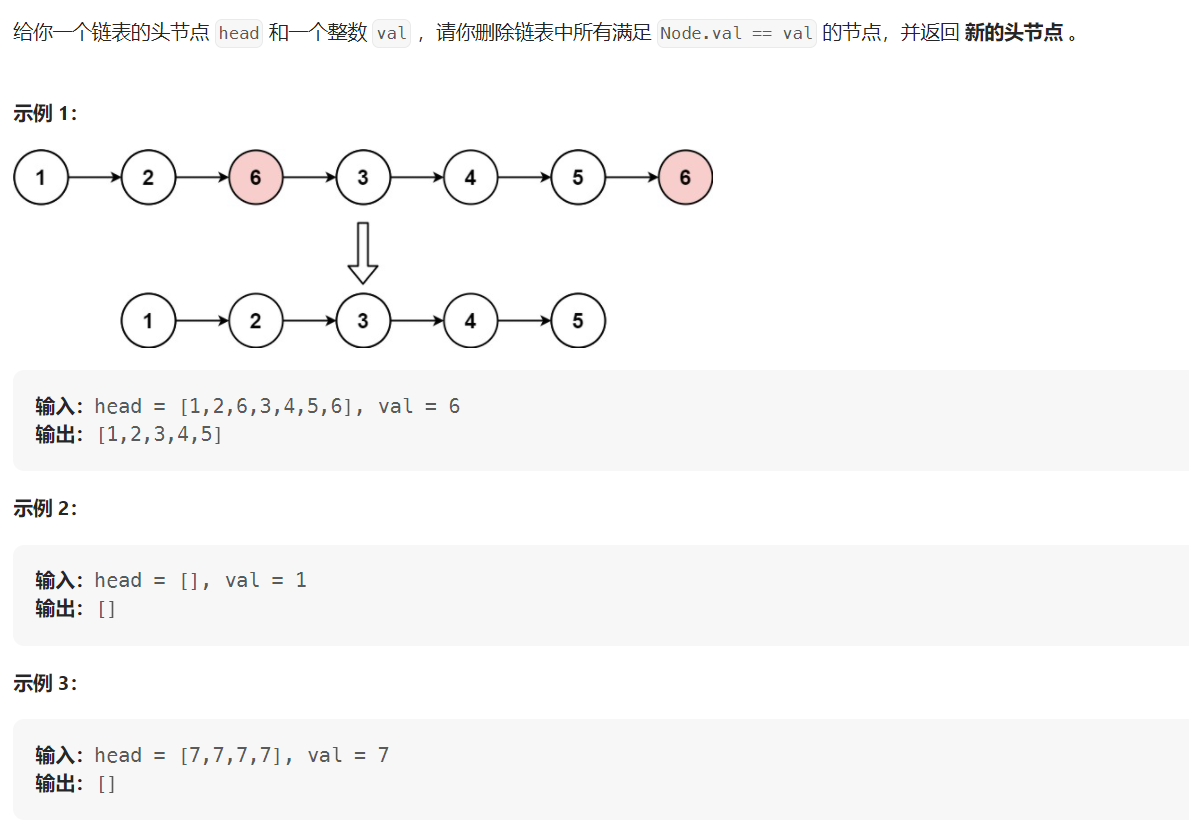 给你一个链表的头节点 head 和一个整数 val ，请你删除链表中所有满足 Node.val == val 的节点，并返回 新的头节点 。
示例 1：
1 2 6 3 4 5 6
1 2 3 4 5
输入：head = [1,2,6,3,4,5,6], val = 6
输出：[1,2,3,4,5]
示例 2：
输入：head = [], val = 1
输出：[]
示例 3：
输入：head = [7,7,7,7], val = 7
输出：[]